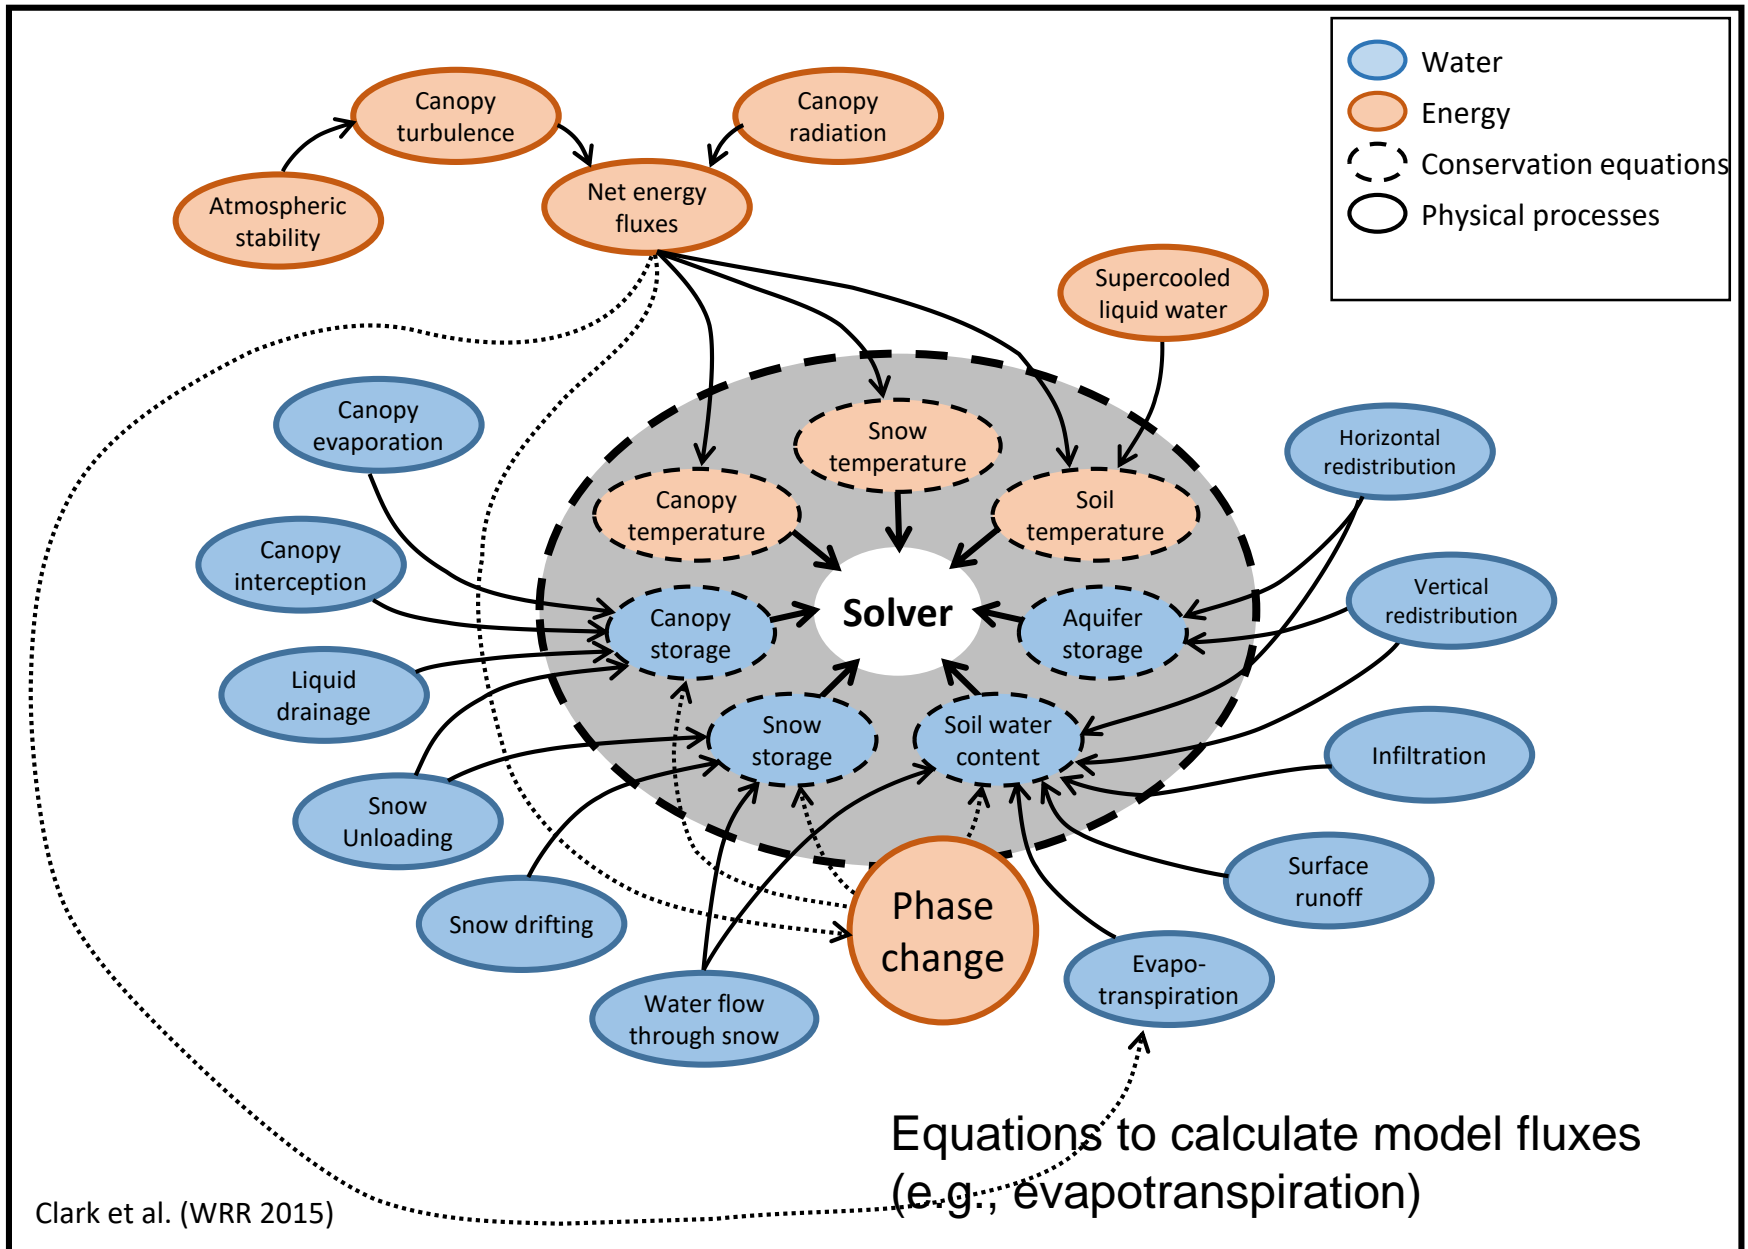 Water
Energy
Conservation equations
Physical processes
Canopy
turbulence
Canopy
radiation
Atmospheric
stability
Net energy
fluxes
Supercooled
liquid water
Canopy
evaporation
Snow
temperature
Horizontal
redistribution
Canopy
temperature
Soil
temperature
Canopy
interception
Solver
Vertical
redistribution
Canopy
storage
Aquifer
storage
Liquid
drainage
Snow
storage
Soil water
content
Infiltration
Snow
Unloading
Surface
runoff
Snow drifting
Phase
change
Evapo-
transpiration
Water flow
through snow
Equations to calculate model fluxes
(e.g., evapotranspiration)
Clark et al. (WRR 2015)